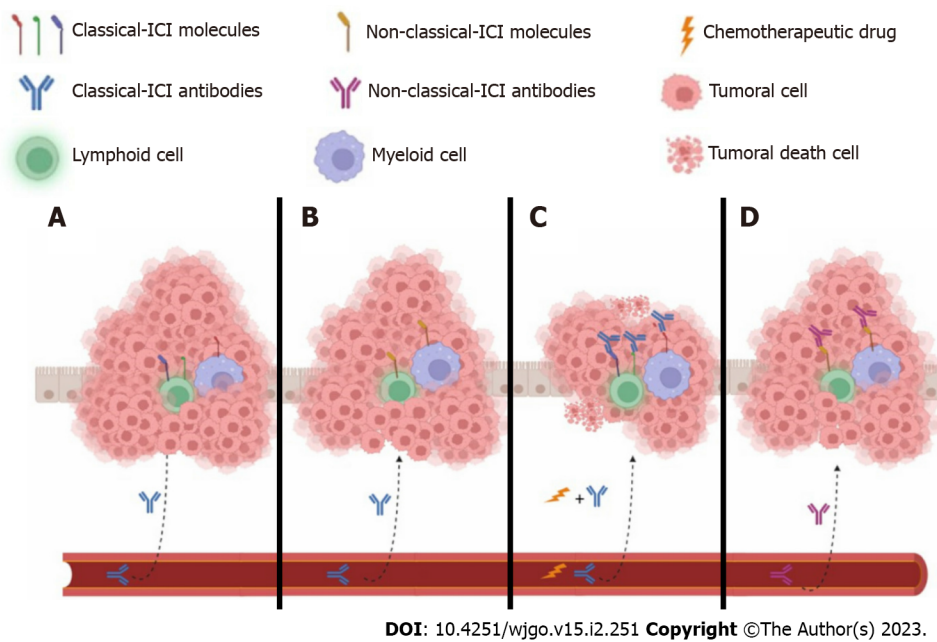 Classical-ICI molecules
Non-classical-ICI molecules
Chemotherapeutic drug
Classical-ICI antibodies
Non-classical-ICI antibodies
Tumoral cell
Lymphoid cell
Myeloid cell
Tumoral death cell
A
B
C
D
+
DOI: 10.4251/wjgo.v15.i2.251 Copyright ©The Author(s) 2023.